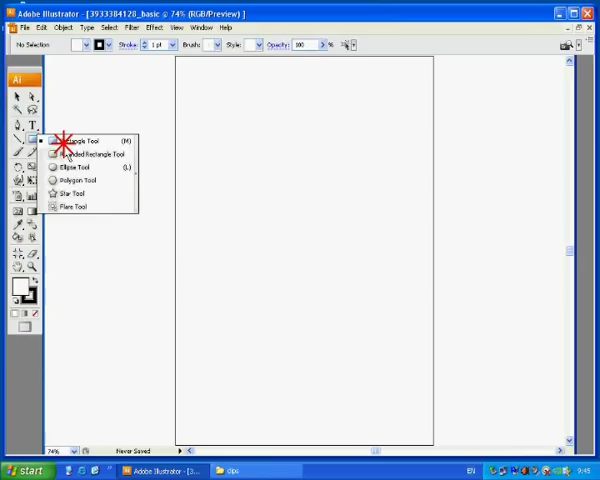 Adobe Illustrator - [3933384128_basic @ 74% (RGB/Preview) ]
File Edit Object Type Select Filter Effect View Window Help
No Selection Stroke: 1 pt Brush: Style: Opacity: 100 %
Ai
T
Rectangle Tool (M)
Rounded Rectangle Tool
Ellipse Tool (L)
Polygon Tool
Star Tool
Flare Tool
74% Never Saved
start Adobe Illustrator - [39... clips EN 9:45